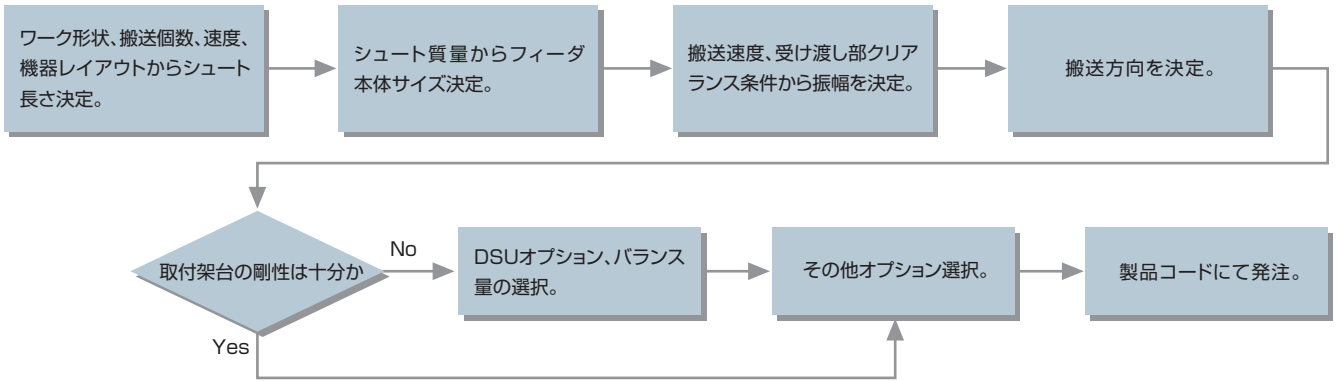 ワーク形状、搬送個数、速度、
機器レイアウトからシュート
長さ決定。
シュート質量からフィーダ
本体サイズ決定。
搬送速度、受け渡し部クリア
ランス条件から振幅を決定。
搬送方向を決定。
取付架台の剛性は十分か
No
DSUオプション、バランス
量の選択。
その他オプション選択。
製品コードにて発注。
Yes